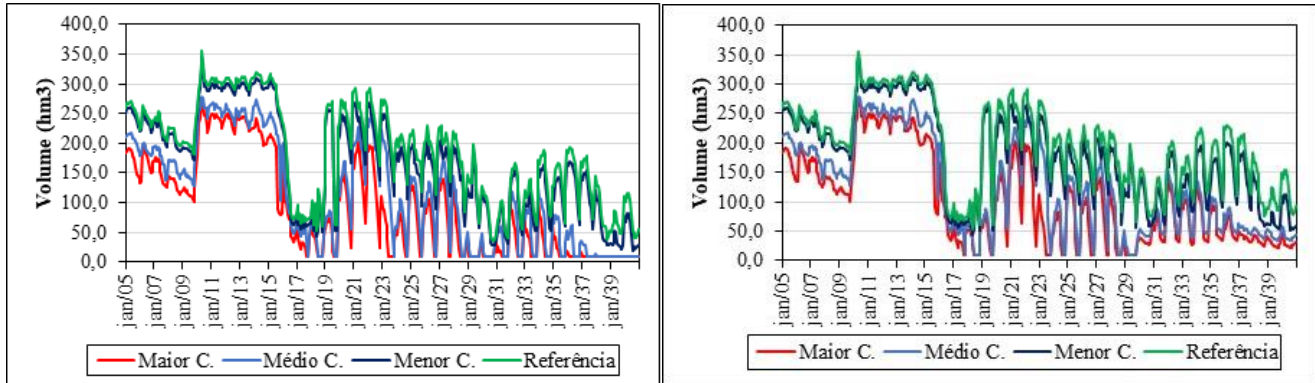 Volume (hm3)
400,0
350,0
300,0
250,0
200,0
150,0
100,0
50,0
0,0
jan/05
jan/07
jan/09
jan/11
jan/13
jan/15
jan/17
jan/19
jan/21
jan/23
jan/25
jan/27
jan/29
jan/31
jan/33
jan/35
jan/37
jan/39
Maior C. Médio C. Menor C. Referência
Volume (hm3)
400,0
350,0
300,0
250,0
200,0
150,0
100,0
50,0
0,0
jan/05
jan/07
jan/09
jan/11
jan/13
jan/15
jan/17
jan/19
jan/21
jan/23
jan/25
jan/27
jan/29
jan/31
jan/33
jan/35
jan/37
jan/39
Maior C. Médio C. Menor C. Referência